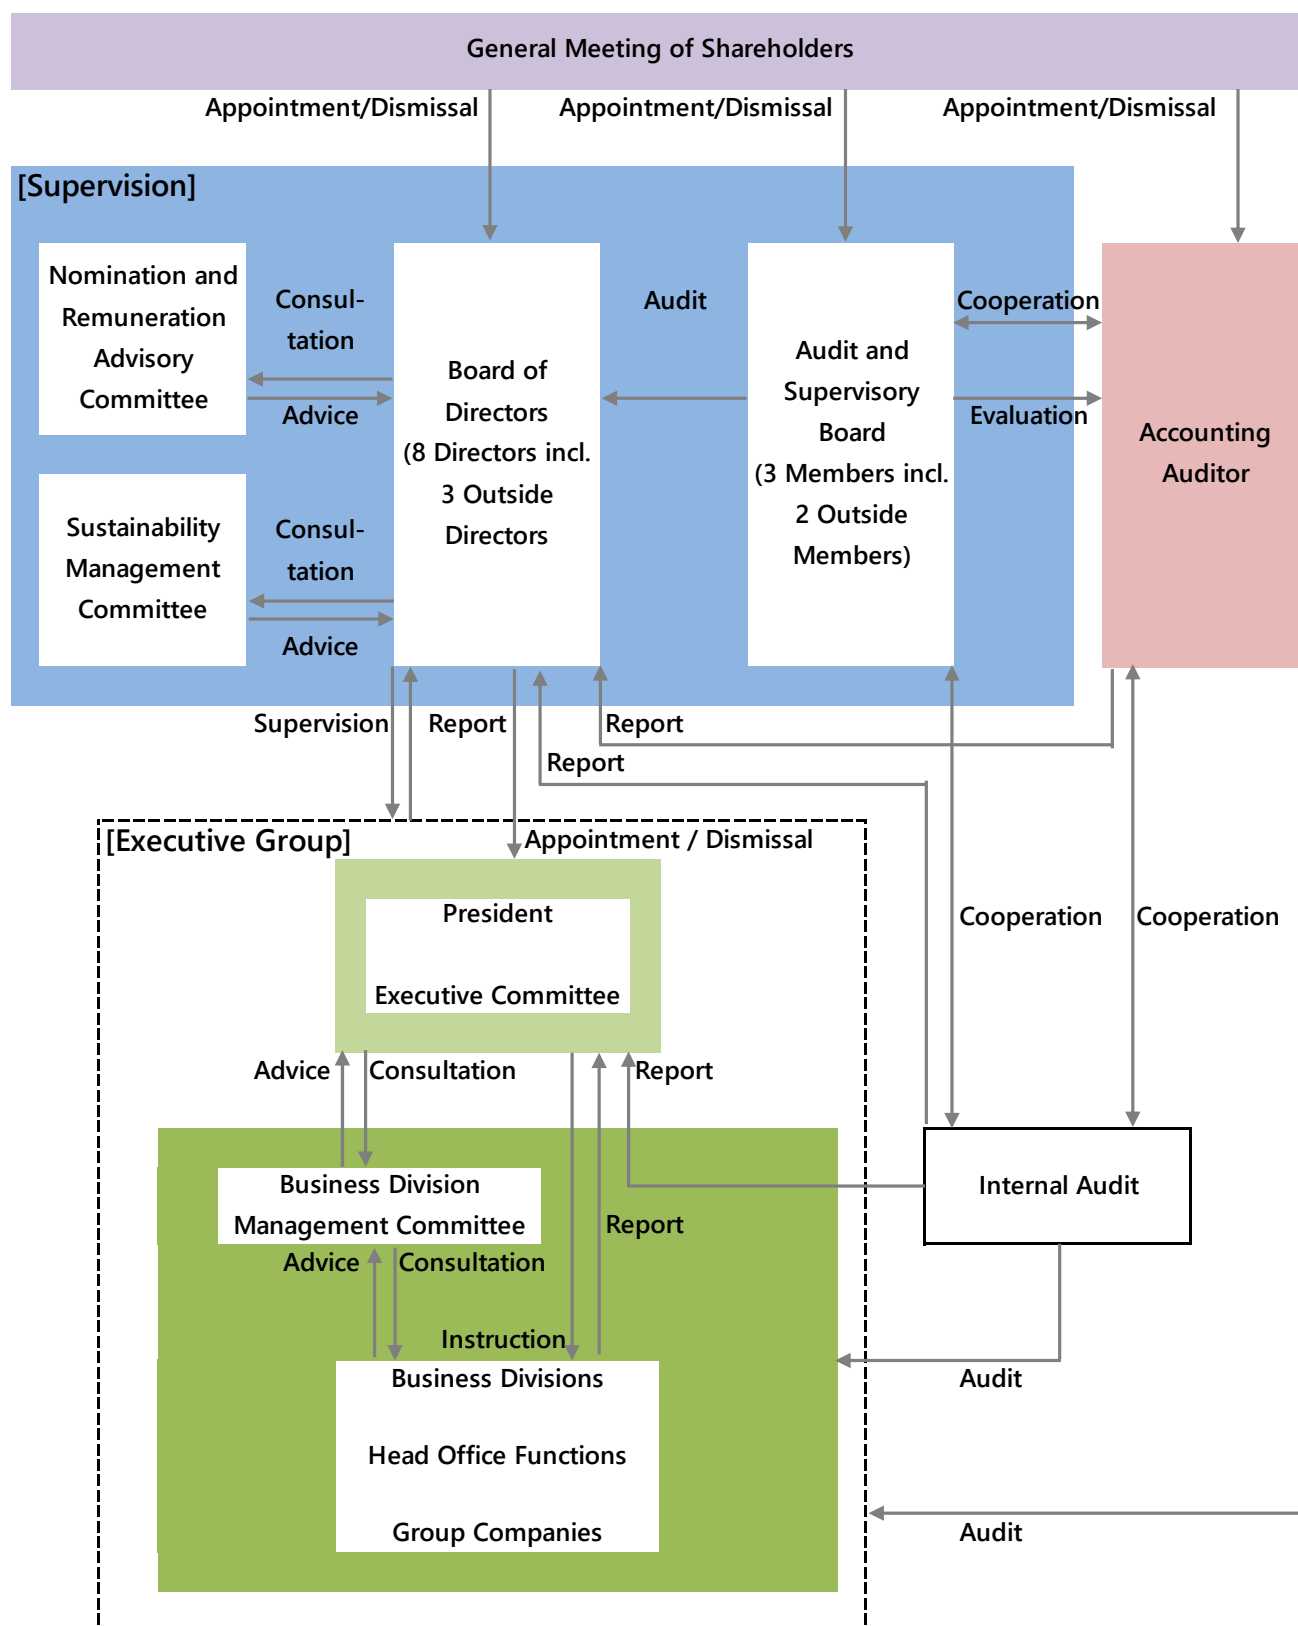 General Meeting of Shareholders
Appointment/Dismissal
Appointment/Dismissal
Appointment/Dismissal
[Supervision]
Nomination and
Remuneration
Advisory
Committee
Consul-
tation
Advice
Sustainability
Management
Committee
Consul-
tation
Advice
Board of
Directors
(8 Directors incl.
3 Outside
Directors
Audit
Audit and
Supervisory
Board
(3 Members incl.
2 Outside
Members)
Cooperation
Evaluation
Accounting
Auditor
Supervision
Report
Report
Report
[Executive Group]
Appointment / Dismissal
President
Executive Committee
Cooperation
Cooperation
Advice
Consultation
Report
Business Division
Management Committee
Internal Audit
Report
Advice
Consultation
Instruction
Business Divisions
Head Office Functions
Group Companies
Audit
Audit